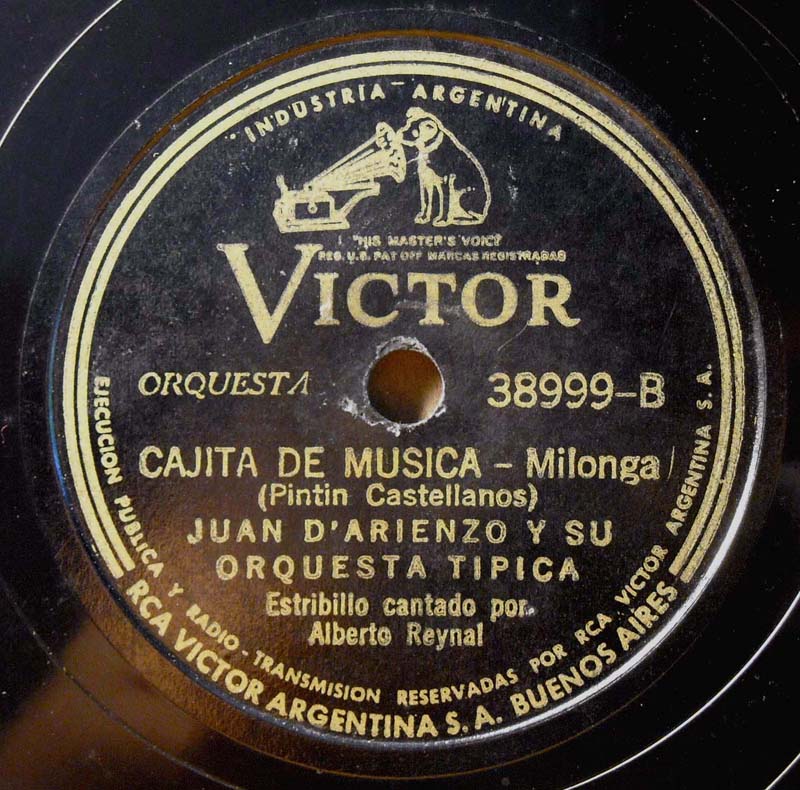 INDUSTRIA - ARGENTINA
"HIS MASTER'S VOICE"
REG. U.S. PAT OFF MARCAS REGISTRADAS
VICTOR
ORQUESTA
38999-B
CAJITA DE MUSICA - Milonga
(Pintin Castellanos)
JUAN D'ARIENZO Y SU
ORQUESTA TIPICA
Estribillo cantado por
Alberto Reynal
EJECUCION PUBLICA Y RADIO-TRANSMISION RESERVADAS POR RCA VICTOR ARGENTINA S. A.
RCA VICTOR ARGENTINA S. A. BUENOS AIRES